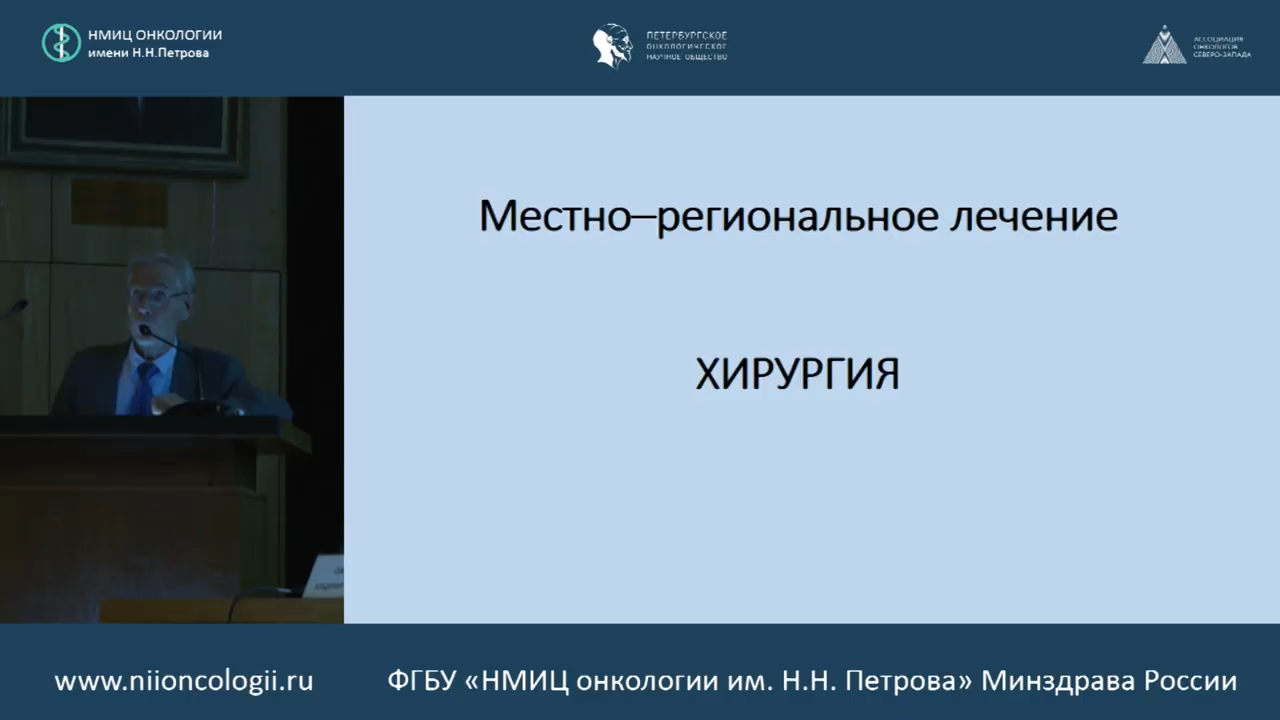 НМИЦ ОНКОЛОГИИ
имени Н.Н.Петрова
ПЕТЕРБУРГСКОЕ
ОНКОЛОГИЧЕСКОЕ
НАУЧНОЕ ОБЩЕСТВО
АССОЦИАЦИЯ
ОНКОЛОГОВ
СЕВЕРО-ЗАПАДА
Местно–региональное лечение
ХИРУРГИЯ
www.niioncologii.ru
ФГБУ «НМИЦ онкологии им. Н.Н. Петрова» Минздрава России